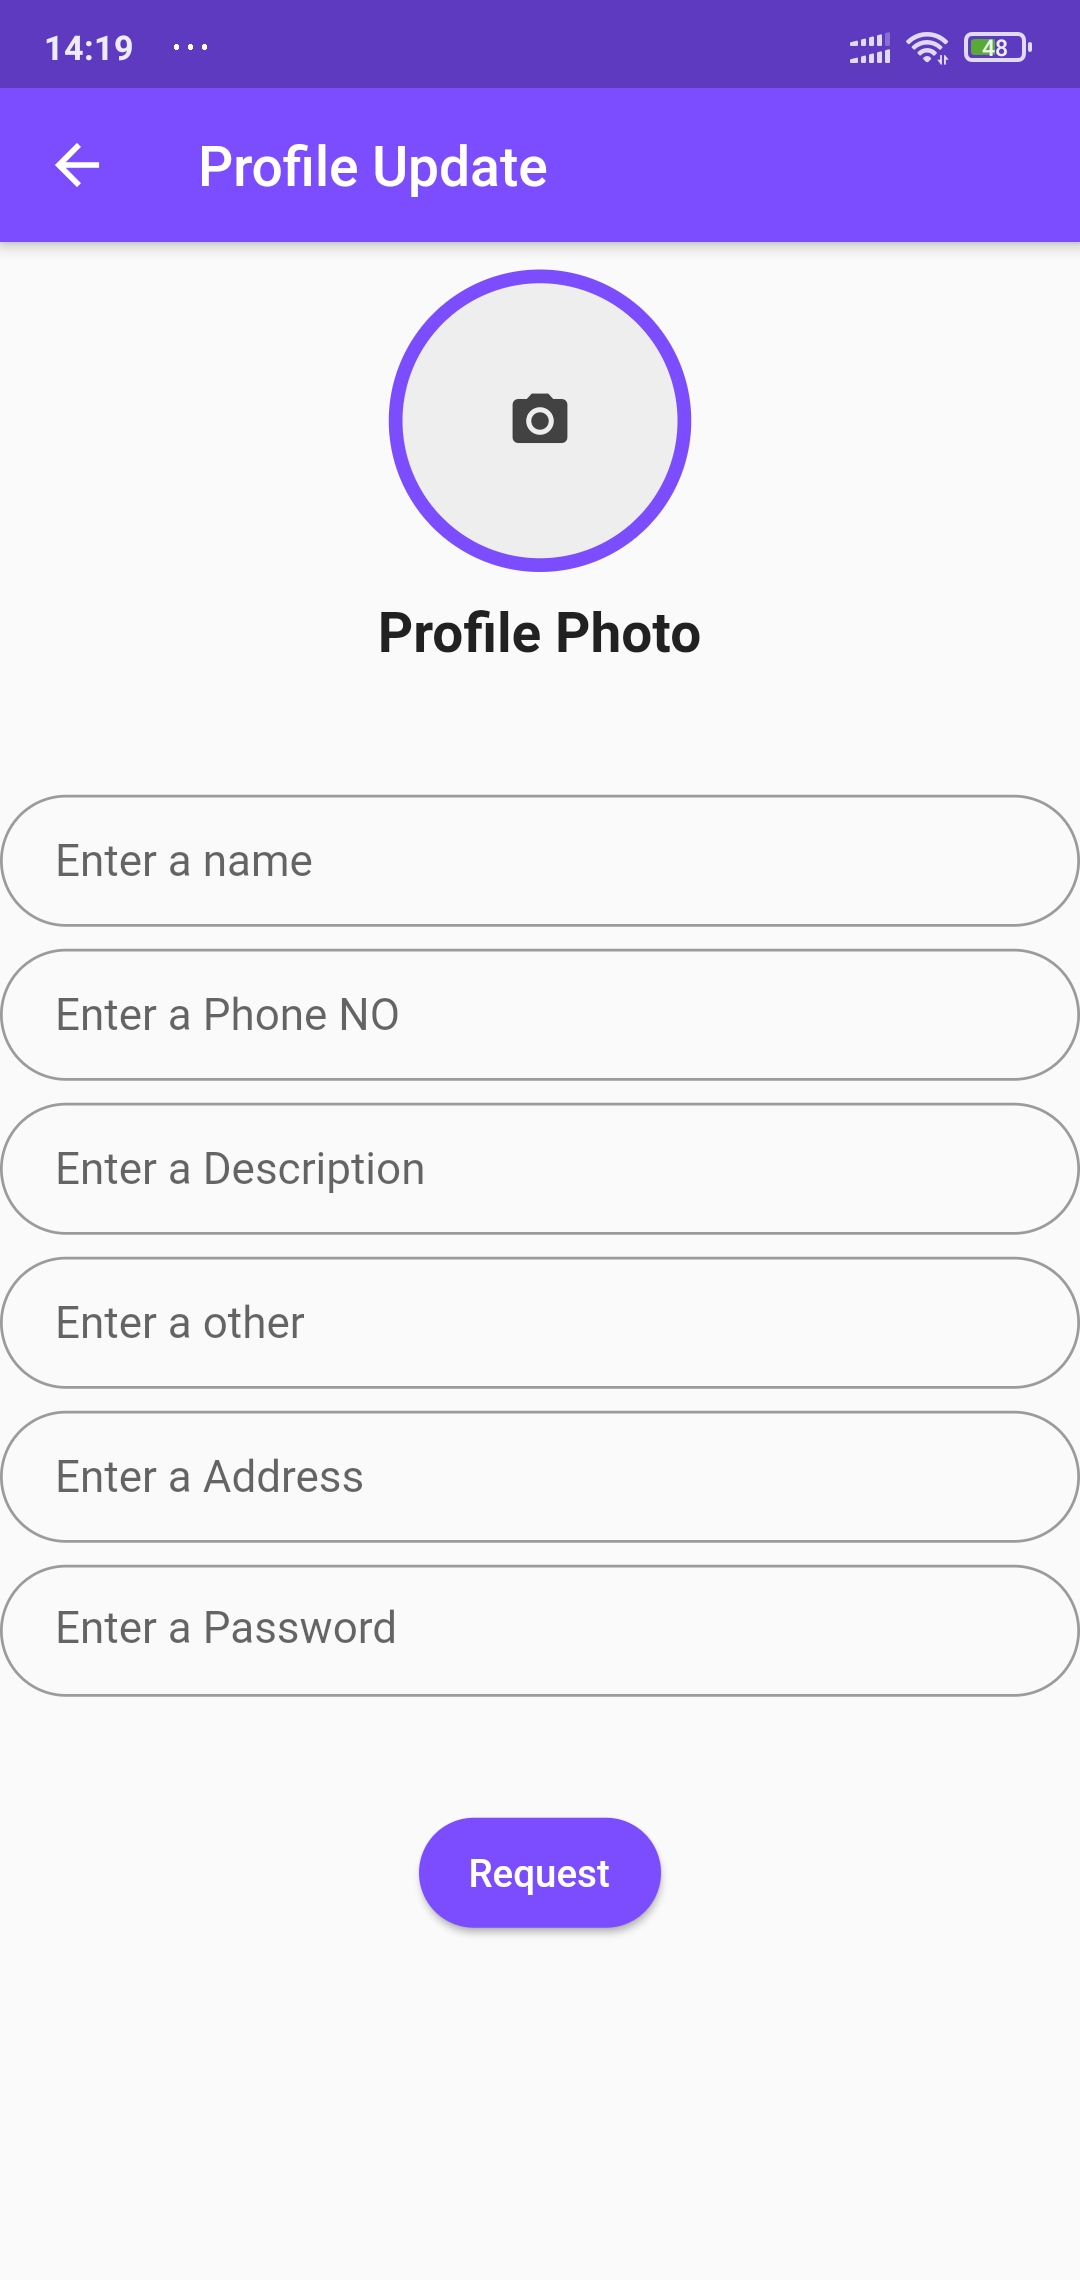 14:19 ... 48
Profile Update
Profile Photo
Enter a name
Enter a Phone NO
Enter a Description
Enter a other
Enter a Address
Enter a Password
Request